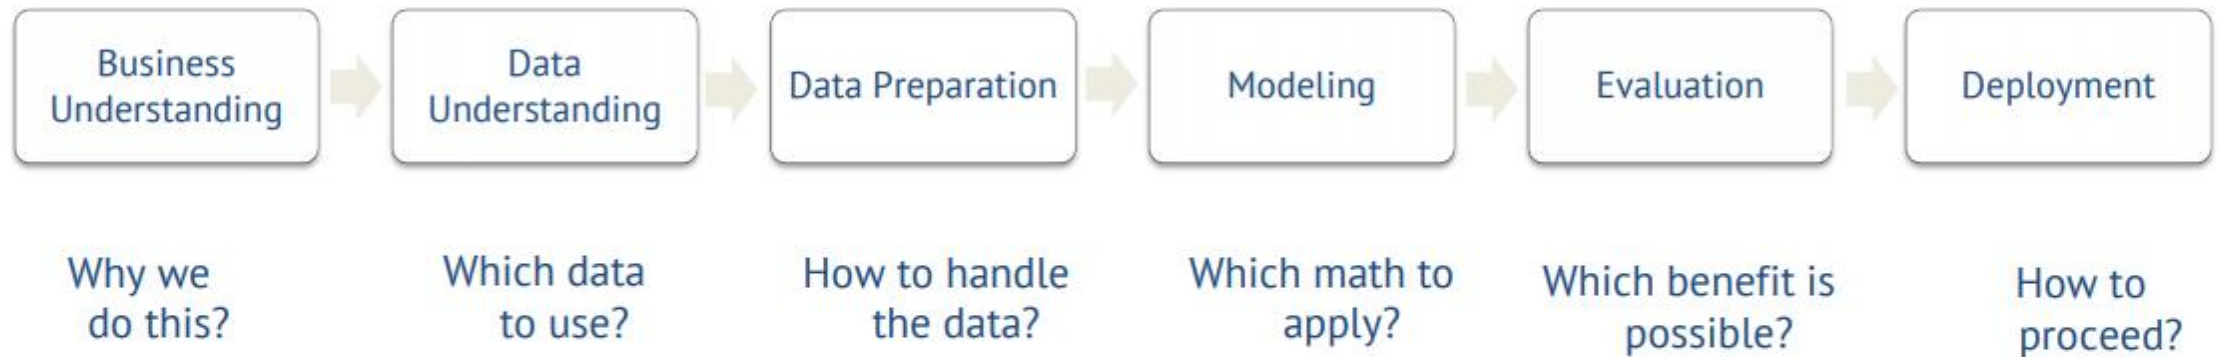 Business
Understanding
Data
Understanding
Data Preparation
Modeling
Evaluation
Deployment
Why we
do this?
Which data
to use?
How to handle
the data?
Which math to
apply?
Which benefit is
possible?
How to
proceed?